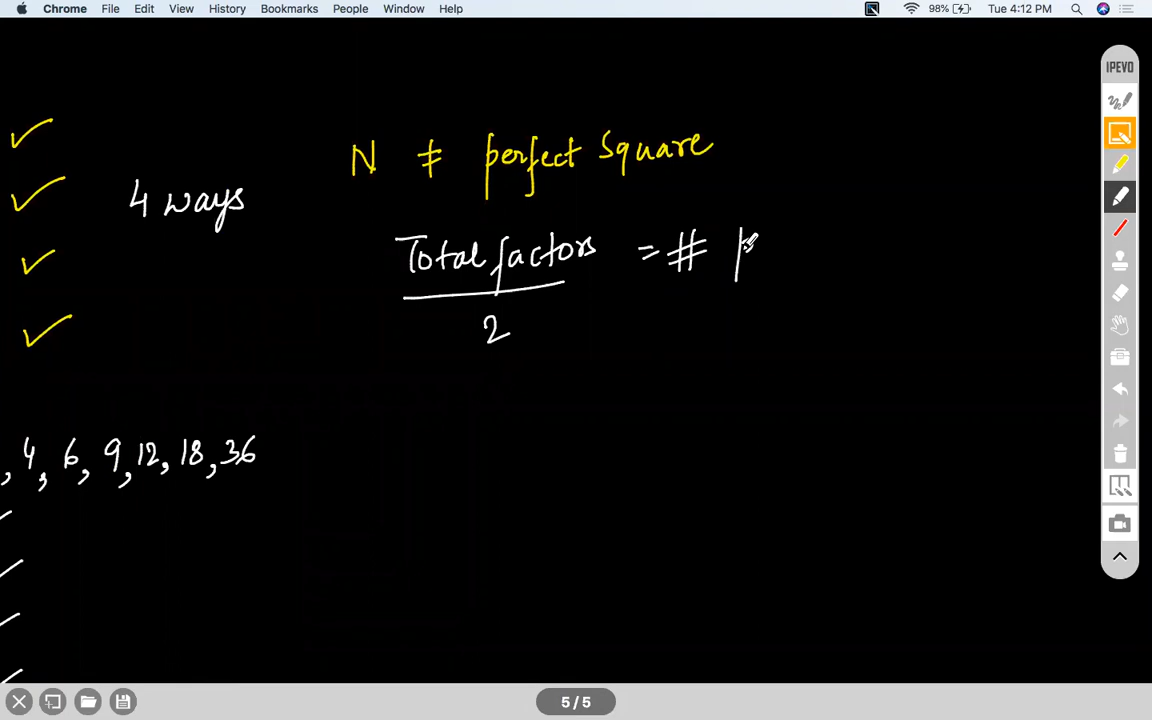 Chrome File Edit View History Bookmarks People Window Help 98% Tue 4:12 PM
IPEVO
N ≠ perfect Square
4 ways
Total factors = # p
2
, 4, 6, 9, 12, 18, 36
5 / 5